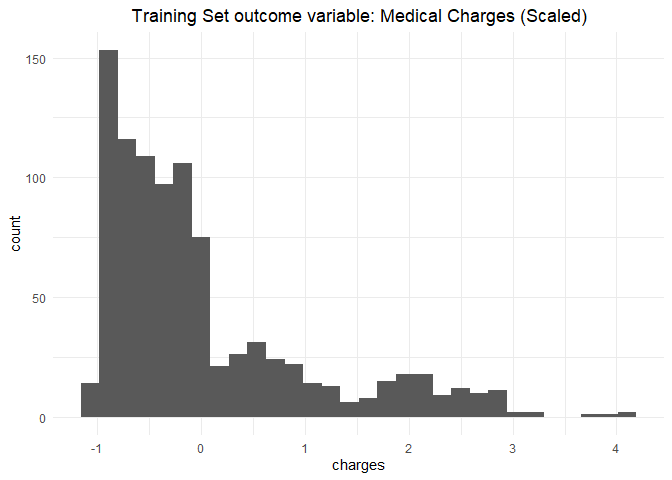 Training Set outcome variable: Medical Charges (Scaled)
150
100
50
0
count
-1 0 1 2 3 4
charges